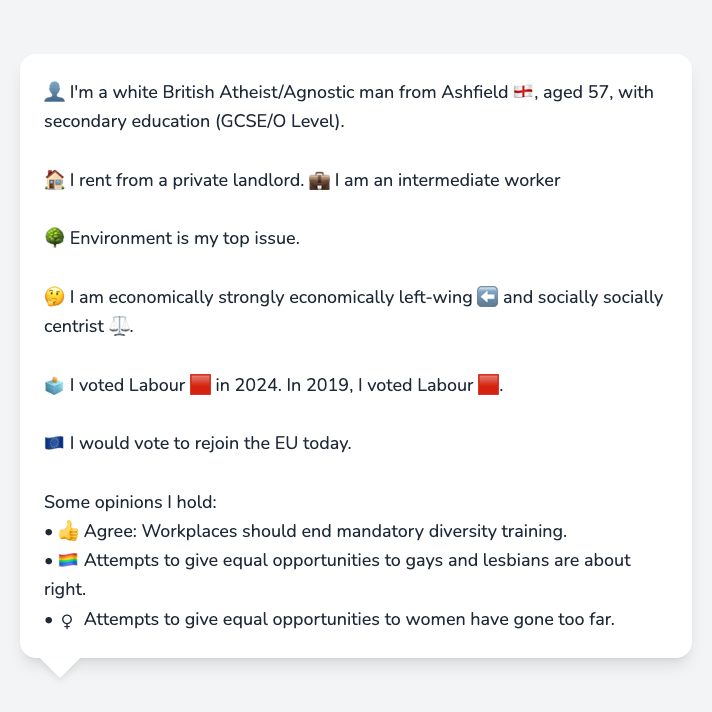 👤 I'm a white British Atheist/Agnostic man from Ashfield 🏴󠁧󠁢󠁥󠁮󠁧󠁿, aged 57, with
secondary education (GCSE/O Level).
🏠 I rent from a private landlord. 💼 I am an intermediate worker
🌳 Environment is my top issue.
🤔 I am economically strongly economically left-wing ⬅️ and socially socially
centrist ⚖️.
🗳️ I voted Labour 🟥 in 2024. In 2019, I voted Labour 🟥.
🇪🇺 I would vote to rejoin the EU today.
Some opinions I hold:
• 👍 Agree: Workplaces should end mandatory diversity training.
• 🏳️‍🌈 Attempts to give equal opportunities to gays and lesbians are about
right.
• ♀ Attempts to give equal opportunities to women have gone too far.